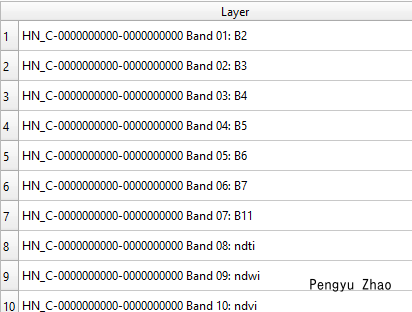 Layer
1 HN_C-0000000000-0000000000 Band 01: B2
2 HN_C-0000000000-0000000000 Band 02: B3
3 HN_C-0000000000-0000000000 Band 03: B4
4 HN_C-0000000000-0000000000 Band 04: B5
5 HN_C-0000000000-0000000000 Band 05: B6
6 HN_C-0000000000-0000000000 Band 06: B7
7 HN_C-0000000000-0000000000 Band 07: B11
8 HN_C-0000000000-0000000000 Band 08: ndti
9 HN_C-0000000000-0000000000 Band 09: ndwi
Pengyu Zhao
10 HN_C-0000000000-0000000000 Band 10: ndvi